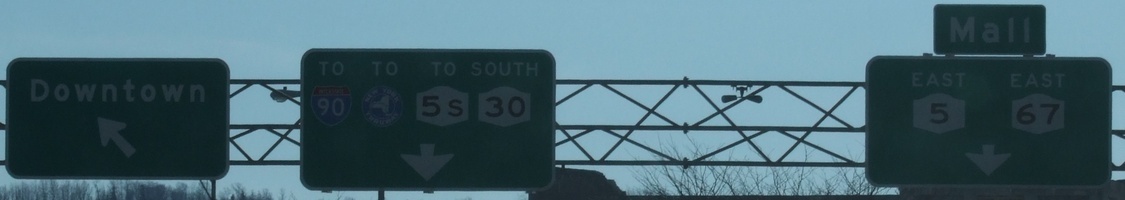 Downtown
TO TO TO SOUTH
90 5S 30
Mall
EAST EAST
5 67